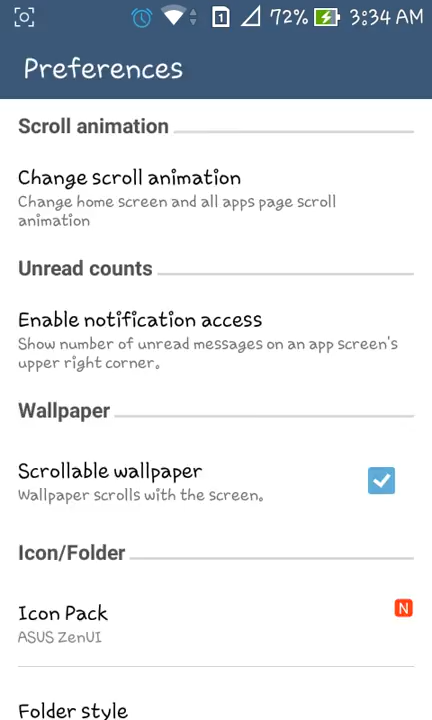 1 72% 3:34 AM
Preferences
Scroll animation
Change scroll animation
Change home screen and all apps page scroll
animation
Unread counts
Enable notification access
Show number of unread messages on an app screen's
upper right corner.
Wallpaper
Scrollable wallpaper
Wallpaper scrolls with the screen.
Icon/Folder
Icon Pack
N
ASUS ZenUI
Folder style